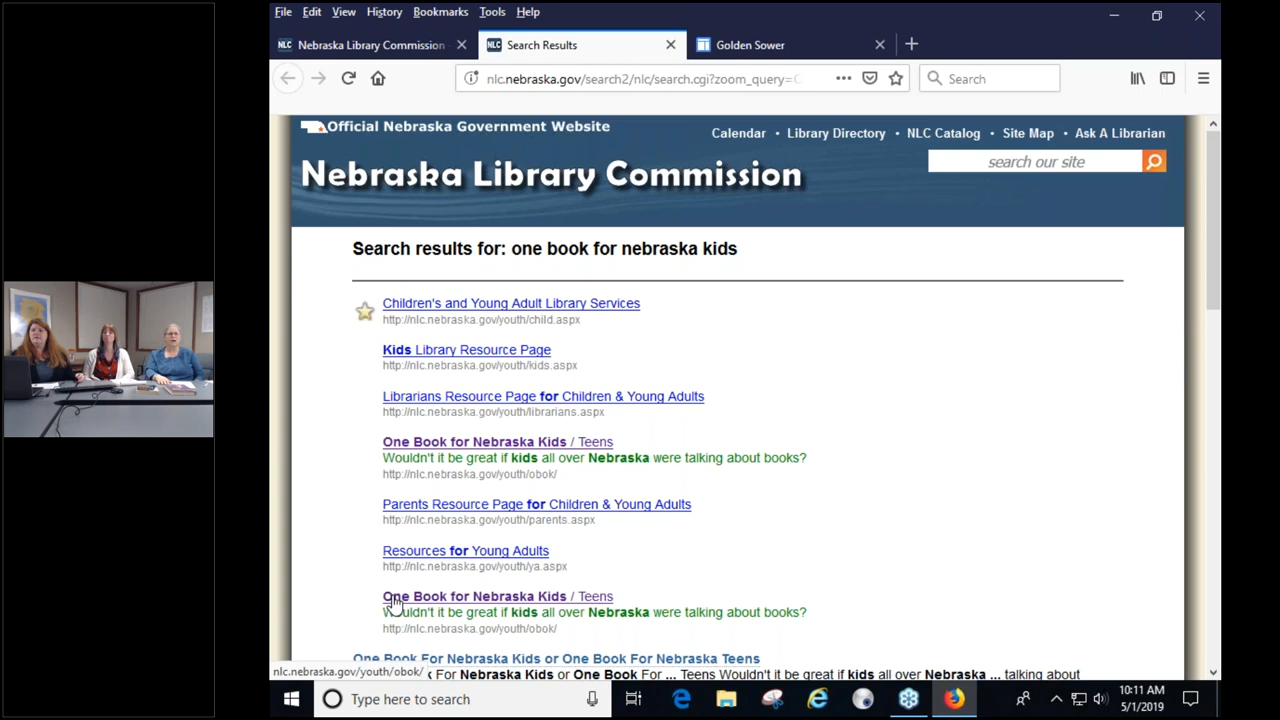 File Edit View History Bookmarks Tools Help
NLC Nebraska Library Commission
NLC Search Results
Golden Sower
nlc.nebraska.gov/search2/nlc/search.cgi?zoom_query=
Search
Official Nebraska Government Website
Calendar • Library Directory • NLC Catalog • Site Map • Ask A Librarian
Nebraska Library Commission
search our site
Search results for: one book for nebraska kids
Children's and Young Adult Library Services
http://nlc.nebraska.gov/youth/child.aspx
Kids Library Resource Page
http://nlc.nebraska.gov/youth/kids.aspx
Librarians Resource Page for Children & Young Adults
http://nlc.nebraska.gov/youth/librarians.aspx
One Book for Nebraska Kids / Teens
Wouldn't it be great if kids all over Nebraska were talking about books?
http://nlc.nebraska.gov/youth/obok/
Parents Resource Page for Children & Young Adults
http://nlc.nebraska.gov/youth/parents.aspx
Resources for Young Adults
http://nlc.nebraska.gov/youth/ya.aspx
One Book for Nebraska Kids / Teens
Wouldn't it be great if kids all over Nebraska were talking about books?
http://nlc.nebraska.gov/youth/obok/
One Book For Nebraska Kids or One Book For Nebraska Teens
nlc.nebraska.gov/youth/obok/
For Nebraska Kids or One Book For ... Teens Wouldn't it be great if kids all over Nebraska ... talking about
Type here to search
10:11 AM
5/1/2019